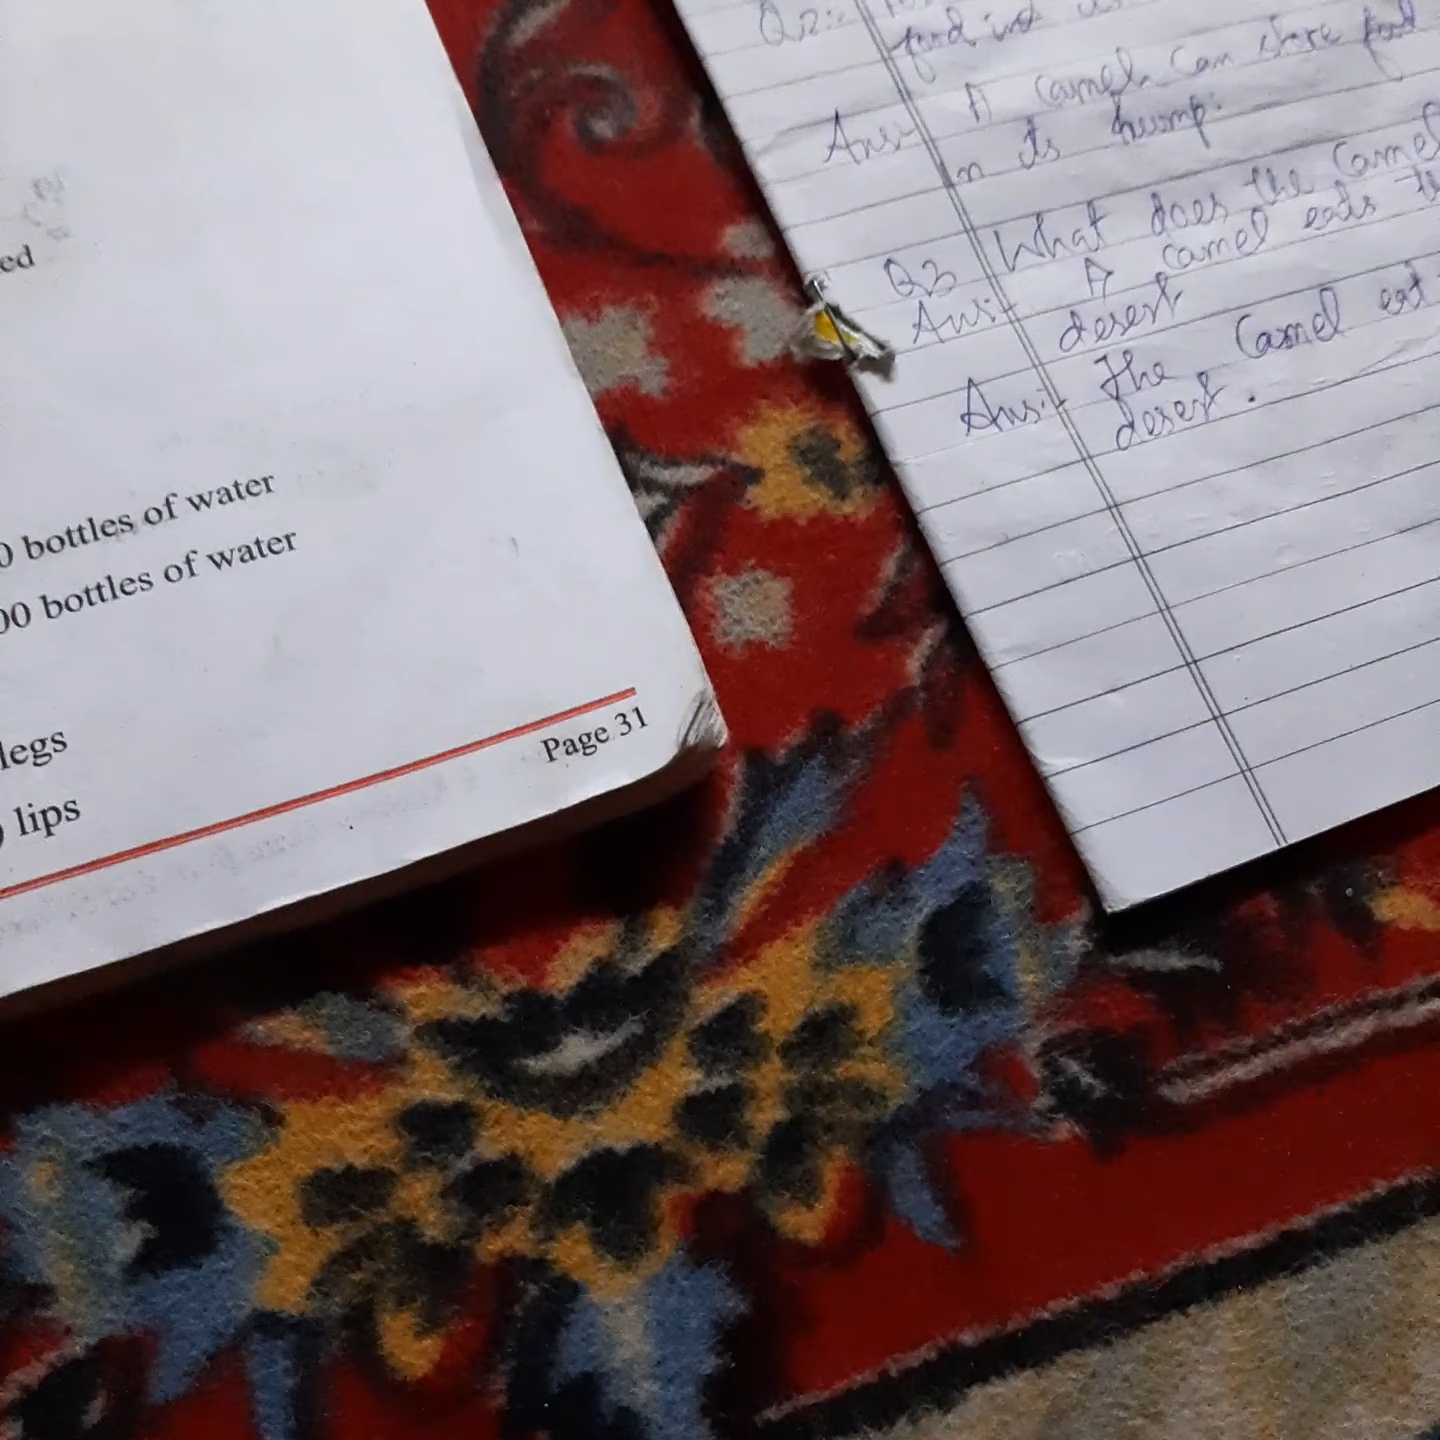 ed
0 bottles of water
00 bottles of water
legs
) lips
Page 31
Q2:-
food in
Ans:- A Camel Can store food
in its hump.
Q3 What does the Camel
Ans:- A camel eats
desert
Ans:- The Camel eat
desert.